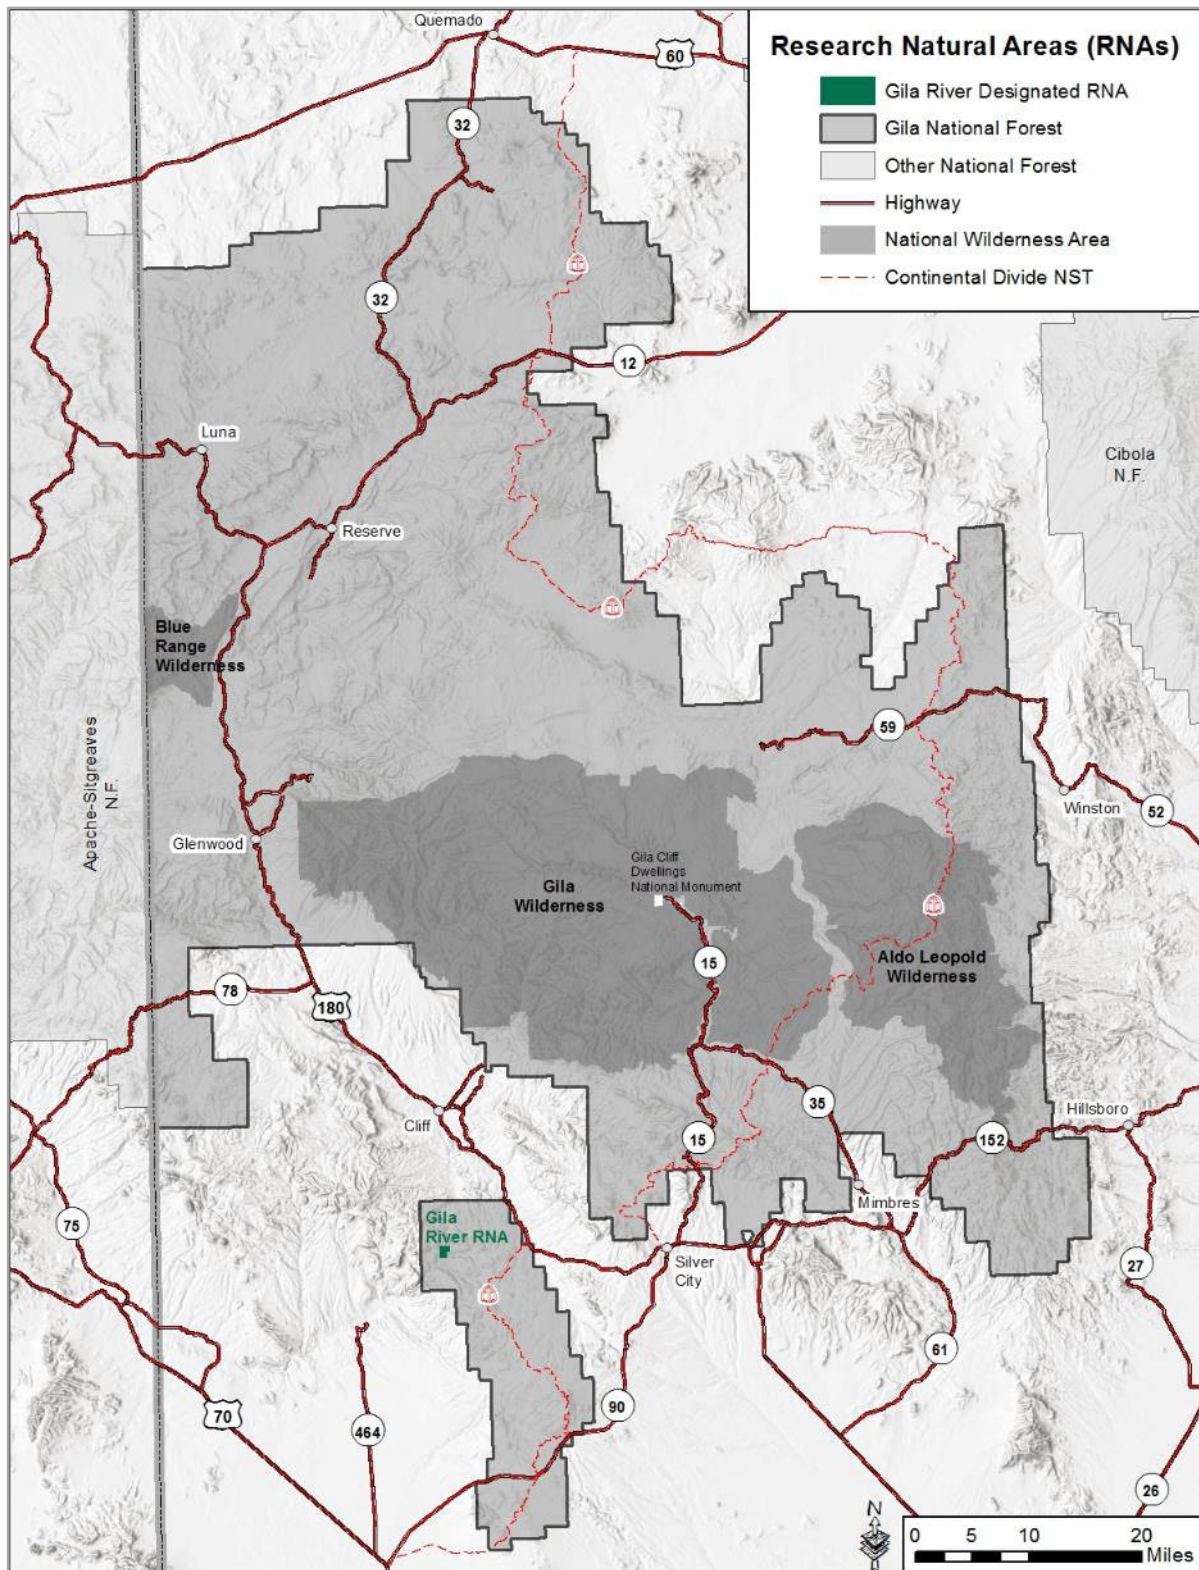 Research Natural Areas (RNAs)
Gila River Designated RNA
Gila National Forest
Other National Forest
Highway
National Wilderness Area
Continental Divide NST
Quemado
60
32
32
12
Luna
Cibola
N.F.
Reserve
Blue
Range
Wilderness
Apache-Sitgreaves
N.F.
59
Winston
52
Glenwood
Gila Cliff
Dwellings
National Monument
Gila
Wilderness
15
Aldo Leopold
Wilderness
78
180
35
Cliff
15
152
Hillsboro
Mimbres
75
Gila
River RNA
Silver
City
27
61
70
464
90
26
N
0 5 10 20
Miles